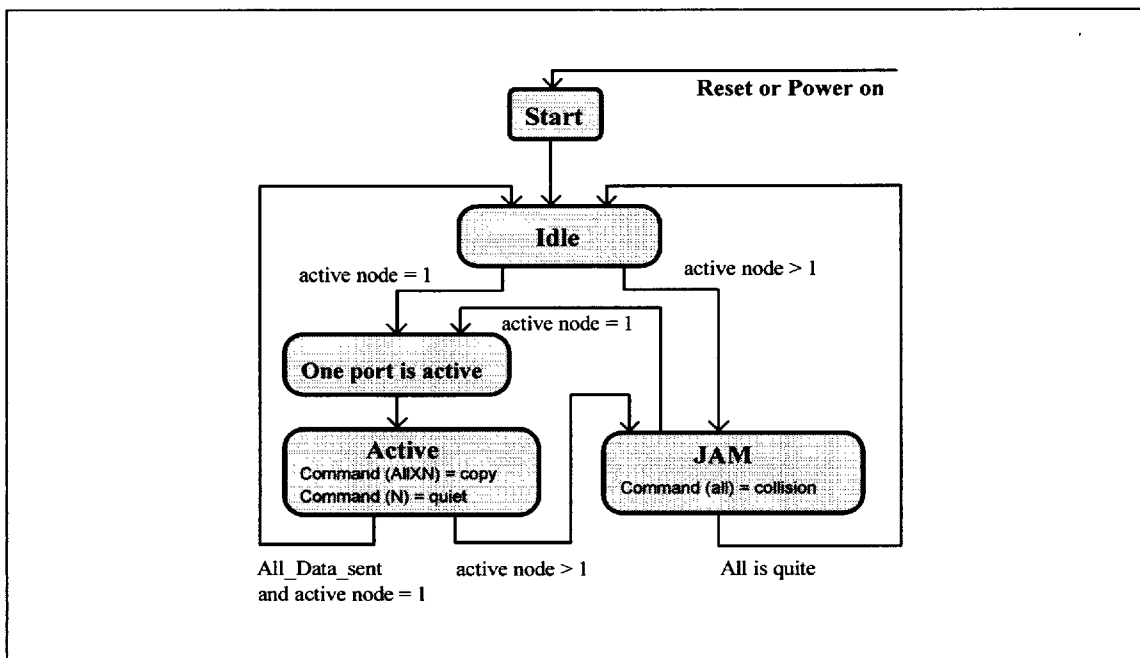 Reset or Power on
Start
Idle
active node = 1
active node > 1
active node = 1
One port is active
Active
Command (AllXN) = copy
Command (N) = quiet
JAM
Command (all) = collision
All_Data_sent
and active node = 1
active node > 1
All is quite